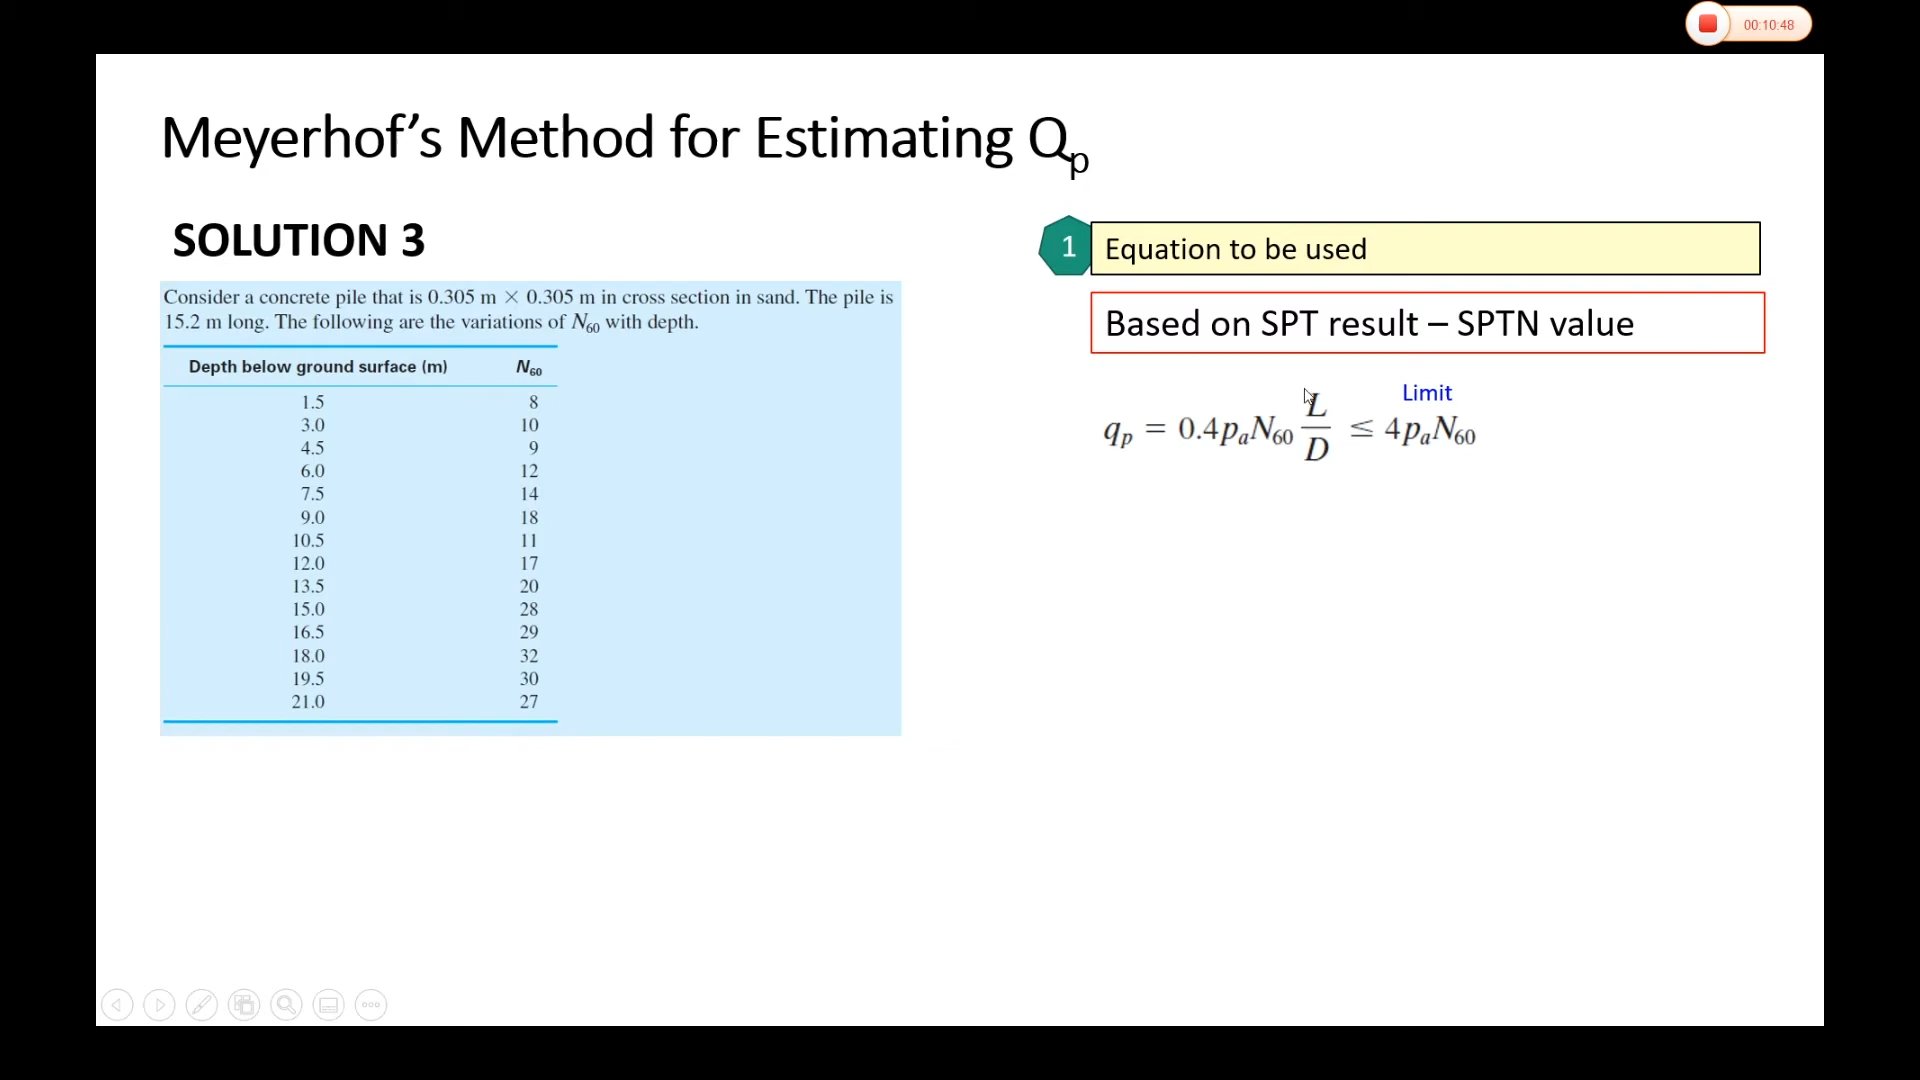 00:10:48
Meyerhof’s Method for Estimating Qp
SOLUTION 3
Consider a concrete pile that is 0.305 m × 0.305 m in cross section in sand. The pile is
15.2 m long. The following are the variations of N60 with depth.
Depth below ground surface (m) N60
1.5 8
3.0 10
4.5 9
6.0 12
7.5 14
9.0 18
10.5 11
12.0 17
13.5 20
15.0 28
16.5 29
18.0 32
19.5 30
21.0 27
1 Equation to be used
Based on SPT result – SPTN value
Limit
qp = 0.4paN60 L/D ≤ 4paN60